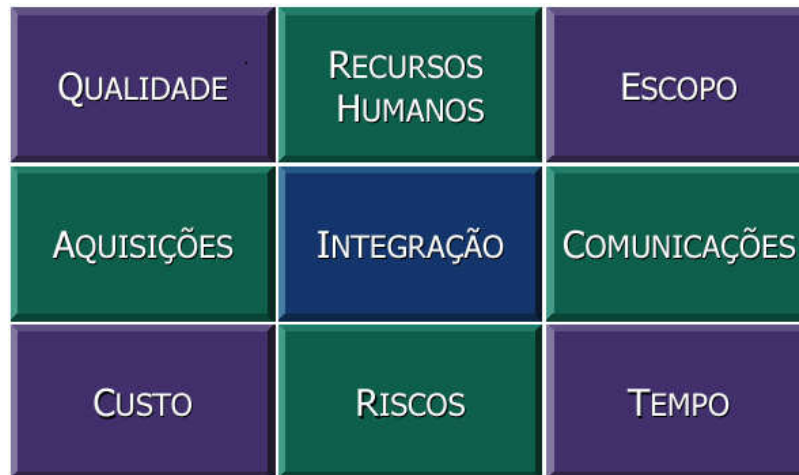 QUALIDADE
RECURSOS
HUMANOS
ESCOPO
AQUISIÇÕES
INTEGRAÇÃO
COMUNICAÇÕES
CUSTO
RISCOS
TEMPO